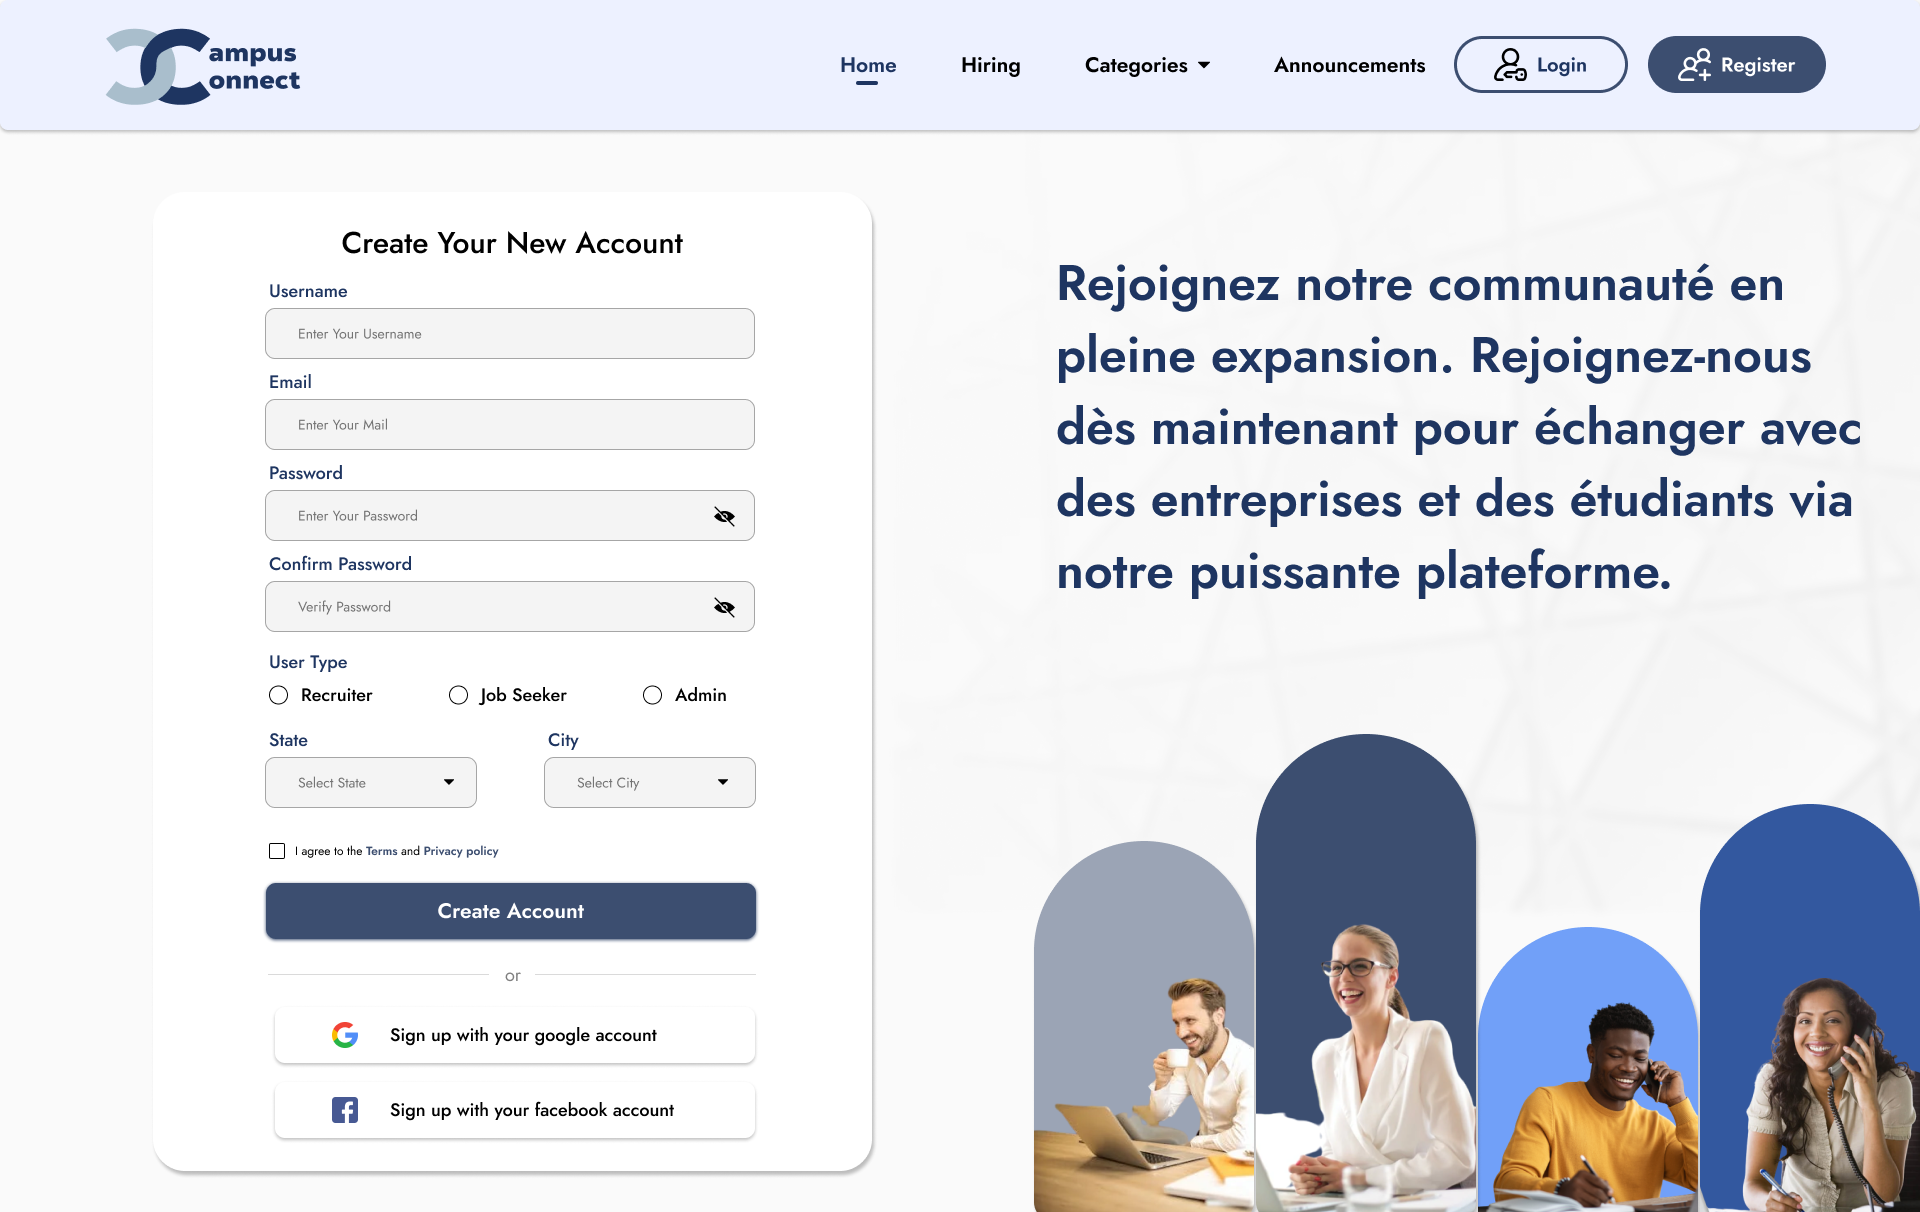 Campus
Connect
Home
Hiring
Categories
Announcements
Login
Register
Create Your New Account
Username
Enter Your Username
Email
Enter Your Mail
Password
Enter Your Password
Confirm Password
Verify Password
User Type
Recruiter
Job Seeker
Admin
State
City
Select State
Select City
I agree to the Terms and Privacy policy
Create Account
or
Sign up with your google account
Sign up with your facebook account
Rejoignez notre communauté en
pleine expansion. Rejoignez-nous
dès maintenant pour échanger avec
des entreprises et des étudiants via
notre puissante plateforme.